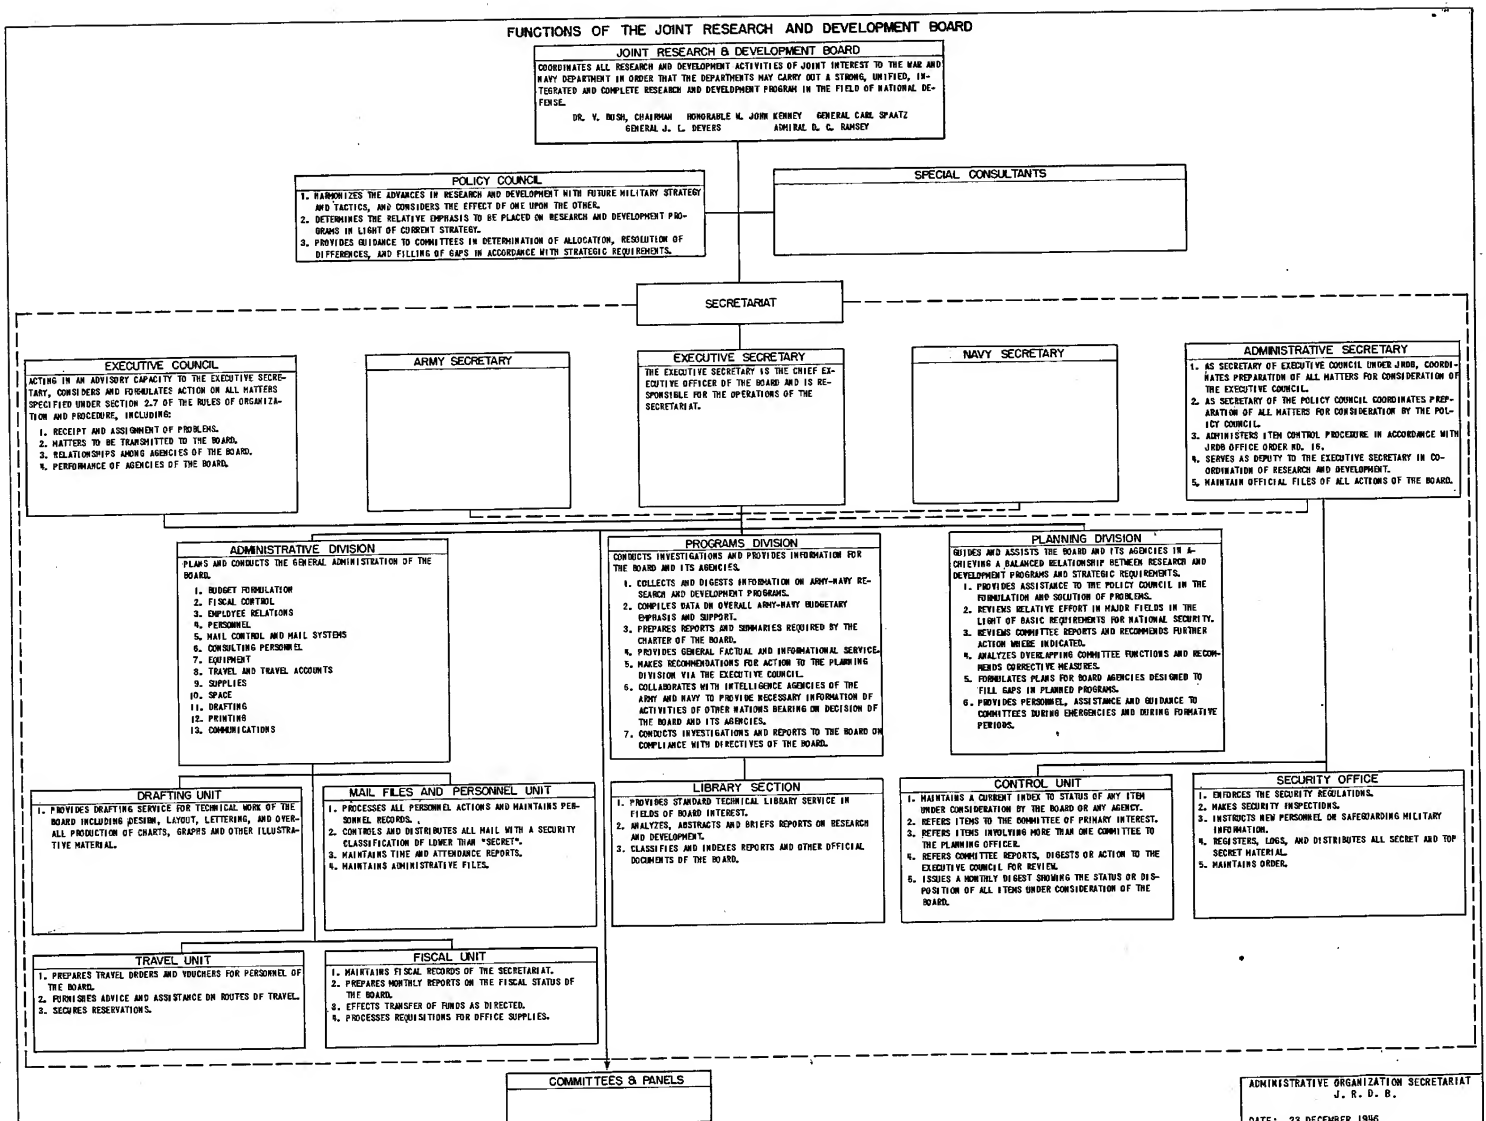 FUNCTIONS OF THE JOINT RESEARCH AND DEVELOPMENT BOARD
JOINT RESEARCH & DEVELOPMENT BOARD
COORDINATES ALL RESEARCH AND DEVELOPMENT ACTIVITIES OF JOINT INTEREST TO THE WAR AND
NAVY DEPARTMENT IN ORDER THAT THE DEPARTMENTS MAY CARRY OUT A STRONG, UNIFIED, IN-
TEGRATED AND COMPLETE RESEARCH AND DEVELOPMENT PROGRAM IN THE FIELD OF NATIONAL DE-
FENSE.
DR. V. BUSH, CHAIRMAN HONORABLE W. JOHN KENNEY GENERAL CARL SPAATZ
GENERAL J. L. DEVERS ADMIRAL D. C. RAMSEY
POLICY COUNCIL
1. HARMONIZES THE ADVANCES IN RESEARCH AND DEVELOPMENT WITH FUTURE MILITARY STRATEGY
AND TACTICS, AND CONSIDERS THE EFFECT OF ONE UPON THE OTHER.
2. DETERMINES THE RELATIVE EMPHASIS TO BE PLACED ON RESEARCH AND DEVELOPMENT PRO-
GRAMS IN LIGHT OF CURRENT STRATEGY.
3. PROVIDES GUIDANCE TO COMMITTEES IN DETERMINATION OF ALLOCATION, RESOLUTION OF
DIFFERENCES, AND FILLING OF GAPS IN ACCORDANCE WITH STRATEGIC REQUIREMENTS.
SPECIAL CONSULTANTS
SECRETARIAT
EXECUTIVE COUNCIL
ACTING IN AN ADVISORY CAPACITY TO THE EXECUTIVE SECRE-
TARY, CONSIDERS AND FORMULATES ACTION ON ALL MATTERS
SPECIFIED UNDER SECTION 2.7 OF THE RULES OF ORGANIZA-
TION AND PROCEDURE, INCLUDING:
1. RECEIPT AND ASSIGNMENT OF PROBLEMS.
2. MATTERS TO BE TRANSMITTED TO THE BOARD.
3. RELATIONSHIPS AMONG AGENCIES OF THE BOARD.
4. PERFORMANCE OF AGENCIES OF THE BOARD.
ARMY SECRETARY
EXECUTIVE SECRETARY
THE EXECUTIVE SECRETARY IS THE CHIEF EX-
ECUTIVE OFFICER OF THE BOARD AND IS RE-
SPONSIBLE FOR THE OPERATIONS OF THE
SECRETARIAT.
NAVY SECRETARY
ADMINISTRATIVE SECRETARY
1. AS SECRETARY OF EXECUTIVE COUNCIL UNDER JRDB, COORDI-
NATES PREPARATION OF ALL MATTERS FOR CONSIDERATION OF
THE EXECUTIVE COUNCIL.
2. AS SECRETARY OF THE POLICY COUNCIL COORDINATES PREP-
ARATION OF ALL MATTERS FOR CONSIDERATION BY THE POL-
ICY COUNCIL.
3. ADMINISTERS ITEM CONTROL PROCEDURE IN ACCORDANCE WITH
JRDB OFFICE ORDER NO. 16.
4. SERVES AS DEPUTY TO THE EXECUTIVE SECRETARY IN CO-
ORDINATION OF RESEARCH AND DEVELOPMENT.
5. MAINTAIN OFFICIAL FILES OF ALL ACTIONS OF THE BOARD.
ADMINISTRATIVE DIVISION
PLANS AND CONDUCTS THE GENERAL ADMINISTRATION OF THE
BOARD.
1. BUDGET FORMULATION
2. FISCAL CONTROL
3. EMPLOYEE RELATIONS
4. PERSONNEL
5. MAIL CONTROL AND MAIL SYSTEMS
6. CONSULTING PERSONNEL
7. EQUIPMENT
8. TRAVEL AND TRAVEL ACCOUNTS
9. SUPPLIES
10. SPACE
11. DRAFTING
12. PRINTING
13. COMMUNICATIONS
PROGRAMS DIVISION
CONDUCTS INVESTIGATIONS AND PROVIDES INFORMATION FOR
THE BOARD AND ITS AGENCIES.
1. COLLECTS AND DIGESTS INFORMATION ON ARMY-NAVY RE-
SEARCH AND DEVELOPMENT PROGRAMS.
2. COMPILES DATA ON OVERALL ARMY-NAVY BUDGETARY
EMPHASIS AND SUPPORT.
3. PREPARES REPORTS AND SUMMARIES REQUIRED BY THE
CHARTER OF THE BOARD.
4. PROVIDES GENERAL FACTUAL AND INFORMATIONAL SERVICE.
5. MAKES RECOMMENDATIONS FOR ACTION TO THE PLANNING
DIVISION VIA THE EXECUTIVE COUNCIL.
6. COLLABORATES WITH INTELLIGENCE AGENCIES OF THE
ARMY AND NAVY TO PROVIDE NECESSARY INFORMATION OF
ACTIVITIES OF OTHER NATIONS BEARING ON DECISION OF
THE BOARD AND ITS AGENCIES.
7. CONDUCTS INVESTIGATIONS AND REPORTS TO THE BOARD ON
COMPLIANCE WITH DIRECTIVES OF THE BOARD.
PLANNING DIVISION
GUIDES AND ASSISTS THE BOARD AND ITS AGENCIES IN A-
CHIEVING A BALANCED RELATIONSHIP BETWEEN RESEARCH AND
DEVELOPMENT PROGRAMS AND STRATEGIC REQUIREMENTS.
1. PROVIDES ASSISTANCE TO THE POLICY COUNCIL IN THE
FORMULATION AND SOLUTION OF PROBLEMS.
2. REVIEWS RELATIVE EFFORT IN MAJOR FIELDS IN THE
LIGHT OF BASIC REQUIREMENTS FOR NATIONAL SECURITY.
3. REVIEWS COMMITTEE REPORTS AND RECOMMENDS FURTHER
ACTION WHERE INDICATED.
4. ANALYZES OVERLAPPING COMMITTEE FUNCTIONS AND RECOM-
MENDS CORRECTIVE MEASURES.
5. FORMULATES PLANS FOR BOARD AGENCIES DESIGNED TO
FILL GAPS IN PLANNED PROGRAMS.
6. PROVIDES PERSONNEL, ASSISTANCE AND GUIDANCE TO
COMMITTEES DURING EMERGENCIES AND DURING FORMATIVE
PERIODS.
DRAFTING UNIT
1. PROVIDES DRAFTING SERVICE FOR TECHNICAL WORK OF THE
BOARD INCLUDING DESIGN, LAYOUT, LETTERING, AND OVER-
ALL PRODUCTION OF CHARTS, GRAPHS AND OTHER ILLUSTRA-
TIVE MATERIAL.
MAIL FILES AND PERSONNEL UNIT
1. PROCESSES ALL PERSONNEL ACTIONS AND MAINTAINS PER-
SONNEL RECORDS.
2. CONTROLS AND DISTRIBUTES ALL MAIL WITH A SECURITY
CLASSIFICATION OF LOWER THAN "SECRET".
3. MAINTAINS TIME AND ATTENDANCE REPORTS.
4. MAINTAINS ADMINISTRATIVE FILES.
LIBRARY SECTION
1. PROVIDES STANDARD TECHNICAL LIBRARY SERVICE IN
FIELDS OF BOARD INTEREST.
2. ANALYZES, ABSTRACTS AND BRIEFS REPORTS ON RESEARCH
AND DEVELOPMENT.
3. CLASSIFIES AND INDEXES REPORTS AND OTHER OFFICIAL
DOCUMENTS OF THE BOARD.
CONTROL UNIT
1. MAINTAINS A CURRENT INDEX TO STATUS OF ANY ITEM
UNDER CONSIDERATION BY THE BOARD OR ANY AGENCY.
2. REFERS ITEMS TO THE COMMITTEE OF PRIMARY INTEREST.
3. REFERS ITEMS INVOLVING MORE THAN ONE COMMITTEE TO
THE PLANNING OFFICER.
4. REFERS COMMITTEE REPORTS, DIGESTS OR ACTION TO THE
EXECUTIVE COUNCIL FOR REVIEW.
5. ISSUES A MONTHLY DIGEST SHOWING THE STATUS OR DIS-
POSITION OF ALL ITEMS UNDER CONSIDERATION OF THE
BOARD.
SECURITY OFFICE
1. ENFORCES THE SECURITY REGULATIONS.
2. MAKES SECURITY INSPECTIONS.
3. INSTRUCTS NEW PERSONNEL ON SAFEGUARDING MILITARY
INFORMATION.
4. REGISTERS, LOGS, AND DISTRIBUTES ALL SECRET AND TOP
SECRET MATERIAL.
5. MAINTAINS ORDER.
TRAVEL UNIT
1. PREPARES TRAVEL ORDERS AND VOUCHERS FOR PERSONNEL OF
THE BOARD.
2. FURNISHES ADVICE AND ASSISTANCE ON ROUTES OF TRAVEL.
3. SECURES RESERVATIONS.
FISCAL UNIT
1. MAINTAINS FISCAL RECORDS OF THE SECRETARIAT.
2. PREPARES MONTHLY REPORTS ON THE FISCAL STATUS OF
THE BOARD.
3. EFFECTS TRANSFER OF FUNDS AS DIRECTED.
4. PROCESSES REQUISITIONS FOR OFFICE SUPPLIES.
COMMITTEES & PANELS
ADMINISTRATIVE ORGANIZATION SECRETARIAT
J. R. D. B.
DATE: 23 DECEMBER 1946